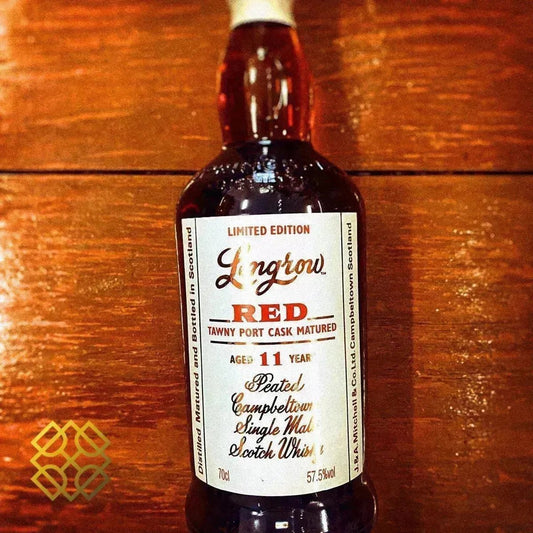 LIMITED EDITION
Longrow
RED
TAWNY PORT CASK MATURED
AGED 11 YEAR
Peated
Campbeltown
Single Malt
Scotch Whisky
70cl 57.5%vol
Distilled Matured and Bottled in Scotland
J.& A. Mitchell & Co.Ltd. Campbeltown Scotland